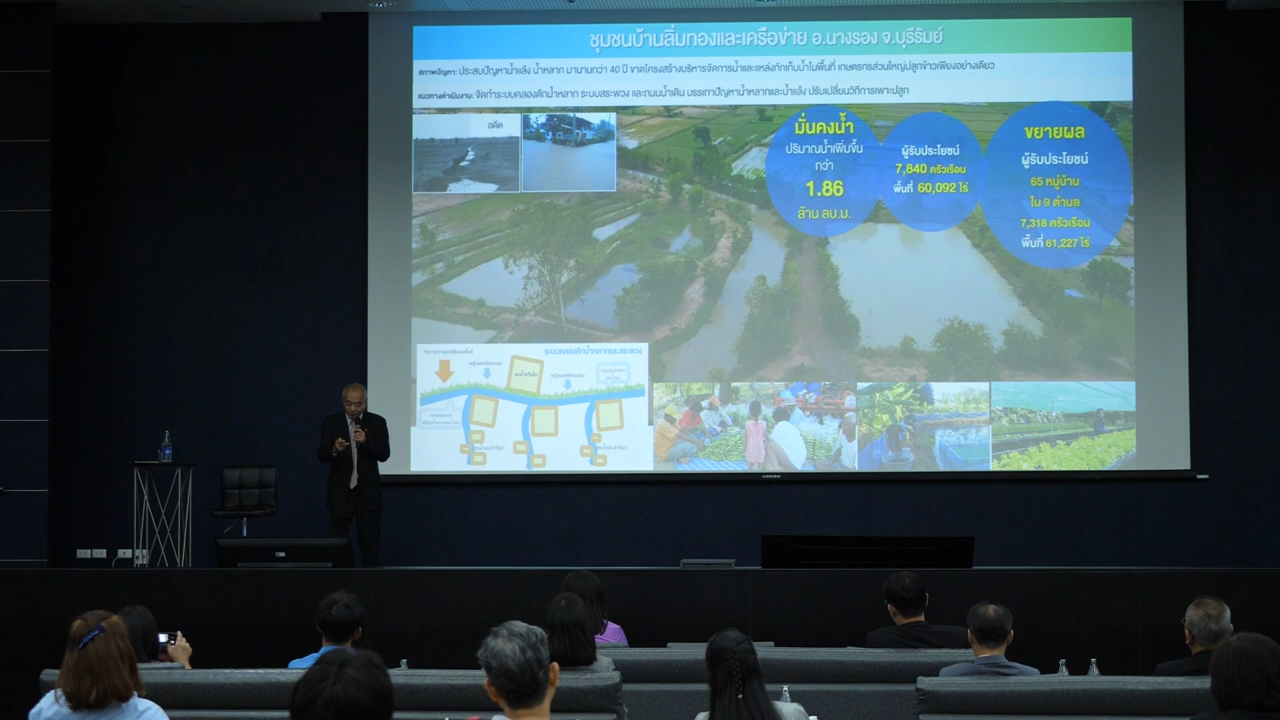 ชุมชนบ้านลิ่มทองและเครือข่าย อ.นางรอง จ.บุรีรัมย์
สภาพปัญหา: ประสบปัญหาน้ำแล้ง น้ำหลาก มานานกว่า 40 ปี ขาดโครงสร้างบริหารจัดการน้ำและแหล่งกักเก็บน้ำในพื้นที่ เกษตรกรส่วนใหญ่ปลูกข้าวเพียงอย่างเดียว
แนวทางดำเนินงาน: จัดทำระบบคลองดักน้ำหลาก ระบบสระพวง และถนนน้ำเดิน บรรเทาปัญหาน้ำหลากและน้ำแล้ง ปรับเปลี่ยนวิถีการเพาะปลูก
อดีต
มั่นคงน้ำ
ปริมาณน้ำเพิ่มขึ้น
กว่า
1.86
ล้าน ลบ.ม.
ผู้รับประโยชน์
7,840 ครัวเรือน
พื้นที่ 60,092 ไร่
ขยายผล
ผู้รับประโยชน์
65 หมู่บ้าน
ใน 9 ตำบล
7,318 ครัวเรือน
พื้นที่ 61,227 ไร่
ระบบคลองดักน้ำหลากและสระพวง